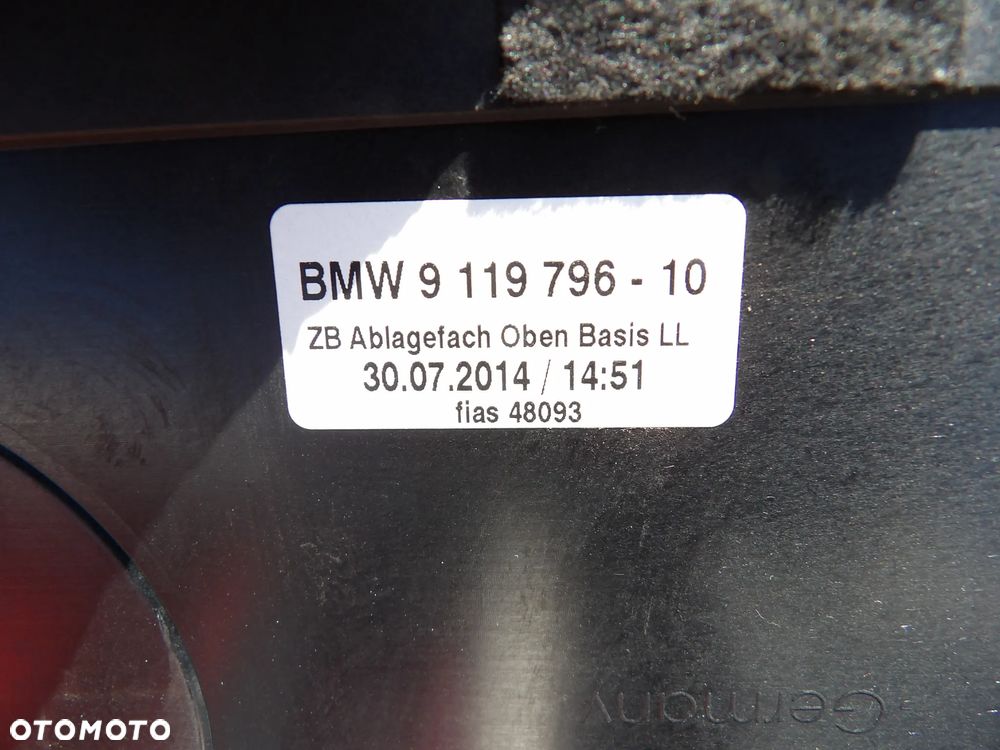 BMW 9 119 796 - 10
ZB Ablagefach Oben Basis LL
30.07.2014 / 14:51
fias 48093
Germany
OTOMOTO